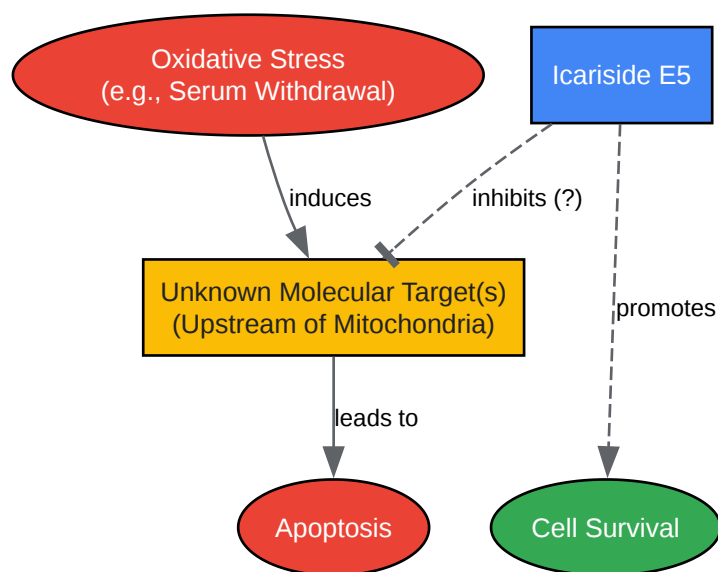 Oxidative Stress
(e.g., Serum Withdrawal)
Icariside E5
induces
inhibits (?)
Unknown Molecular Target(s)
(Upstream of Mitochondria)
promotes
leads to
Apoptosis
Cell Survival